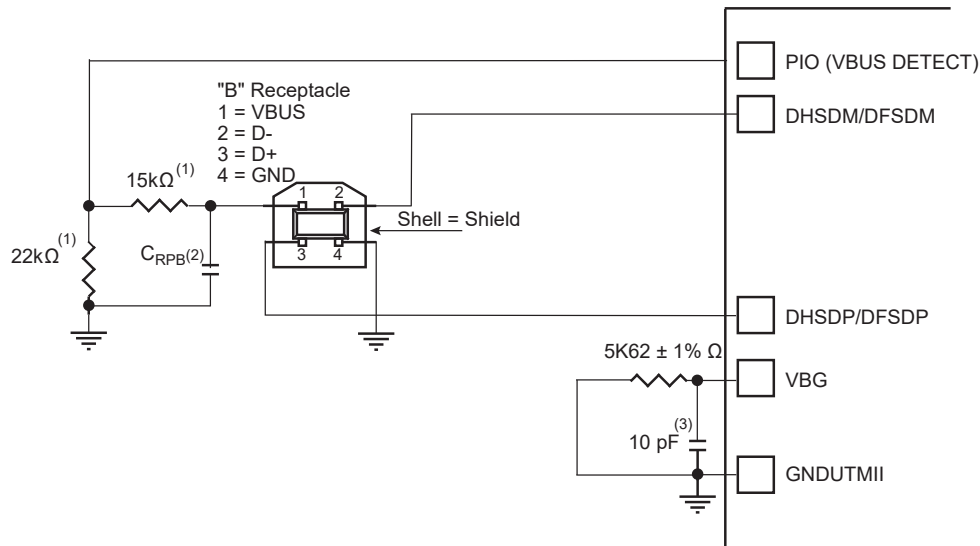 PIO (VBUS DETECT)
"B" Receptacle
1 = VBUS
2 = D-
3 = D+
4 = GND
DHSDM/DFSDM
15kΩ(1)
1 2
Shell = Shield
22kΩ(1)
CRPB(2)
3 4
DHSDP/DFSDP
5K62 ± 1% Ω
VBG
10 pF(3)
GNDUTMII